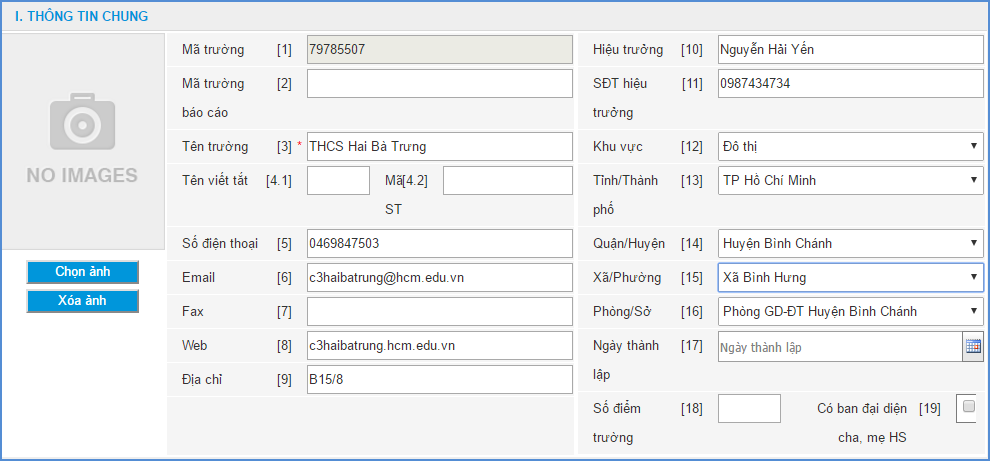 I. THÔNG TIN CHUNG
NO IMAGES
Chọn ảnh
Xóa ảnh
Mã trường [1] 79785507
Mã trường báo cáo [2]
Tên trường [3] * THCS Hai Bà Trưng
Tên viết tắt [4.1] Mã[4.2]
ST
Số điện thoại [5] 0469847503
Email [6] c3haibatrung@hcm.edu.vn
Fax [7]
Web [8] c3haibatrung.hcm.edu.vn
Địa chỉ [9] B15/8
Hiệu trưởng [10] Nguyễn Hải Yến
SĐT hiệu trưởng [11] 0987434734
Khu vực [12] Đô thị
Tỉnh/Thành phố [13] TP Hồ Chí Minh
Quận/Huyện [14] Huyện Bình Chánh
Xã/Phường [15] Xã Bình Hưng
Phòng/Sở [16] Phòng GD-ĐT Huyện Bình Chánh
Ngày thành lập [17] Ngày thành lập
Số điểm trường [18]
Có ban đại diện [19]
cha, mẹ HS